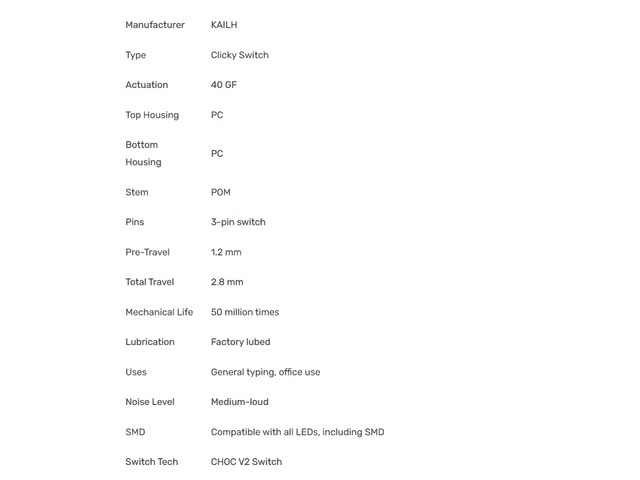 Manufacturer KAILH
Type Clicky Switch
Actuation 40 GF
Top Housing PC
Bottom
Housing PC
Stem POM
Pins 3-pin switch
Pre-Travel 1.2 mm
Total Travel 2.8 mm
Mechanical Life 50 million times
Lubrication Factory lubed
Uses General typing, office use
Noise Level Medium-loud
SMD Compatible with all LEDs, including SMD
Switch Tech CHOC V2 Switch